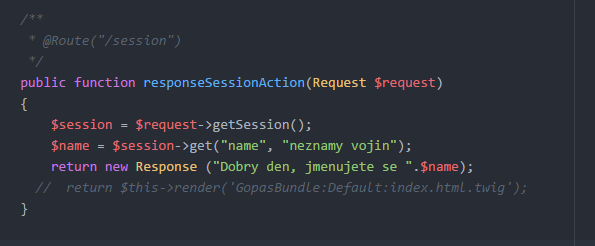 /**
 * @Route("/session")
 */
public function responseSessionAction(Request $request)
{
    $session = $request->getSession();
    $name = $session->get("name", "neznamy vojin");
    return new Response ("Dobry den, jmenujete se ".$name);
  //  return $this->render('GopasBundle:Default:index.html.twig');
}